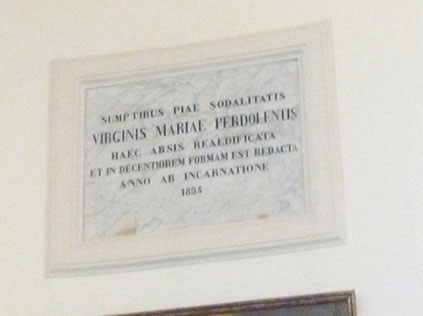 SUMPTIBUS PIAE SODALITATIS
VIRGINIS MARIAE PERDOLENTIS
HAEC ABSIS REAEDIFICATA
ET IN DECENTIOREM FORMAM EST REDACTA
ANNO AB INCARNATIONE
1894